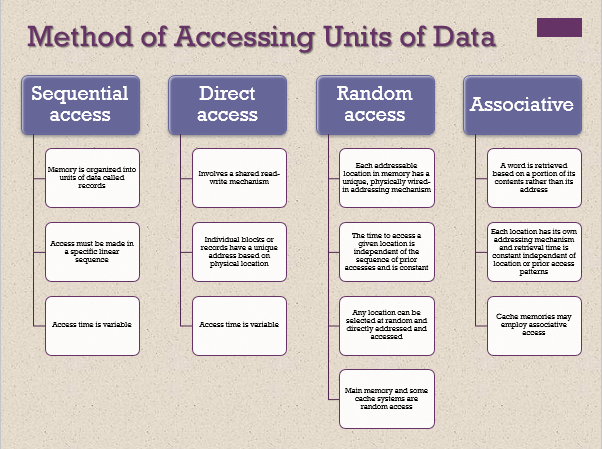 Method of Accessing Units of Data
Sequential
access
Memory is organized into
units of data called
records
Access must be made in
a specific linear
sequence
Access time is variable
Direct
access
Involves a shared read-
write mechanism
Individual blocks or
records have a unique
address based on
physical location
Access time is variable
Random
access
Each addressable
location in memory has a
unique, physically wired-
in addressing mechanism
The time to access a
given location is
independent of the
sequence of prior
accesses and is constant
Any location can be
selected at random and
directly addressed and
accessed
Main memory and some
cache systems are
random access
Associative
A word is retrieved
based on a portion of its
contents rather than its
address
Each location has its own
addressing mechanism
and retrieval time is
constant independent of
location or prior access
patterns
Cache memories may
employ associative
access